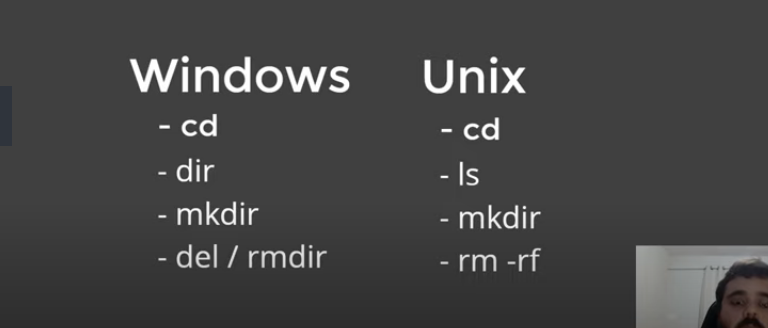 Windows
- cd
- dir
- mkdir
- del / rmdir
Unix
- cd
- ls
- mkdir
- rm -rf